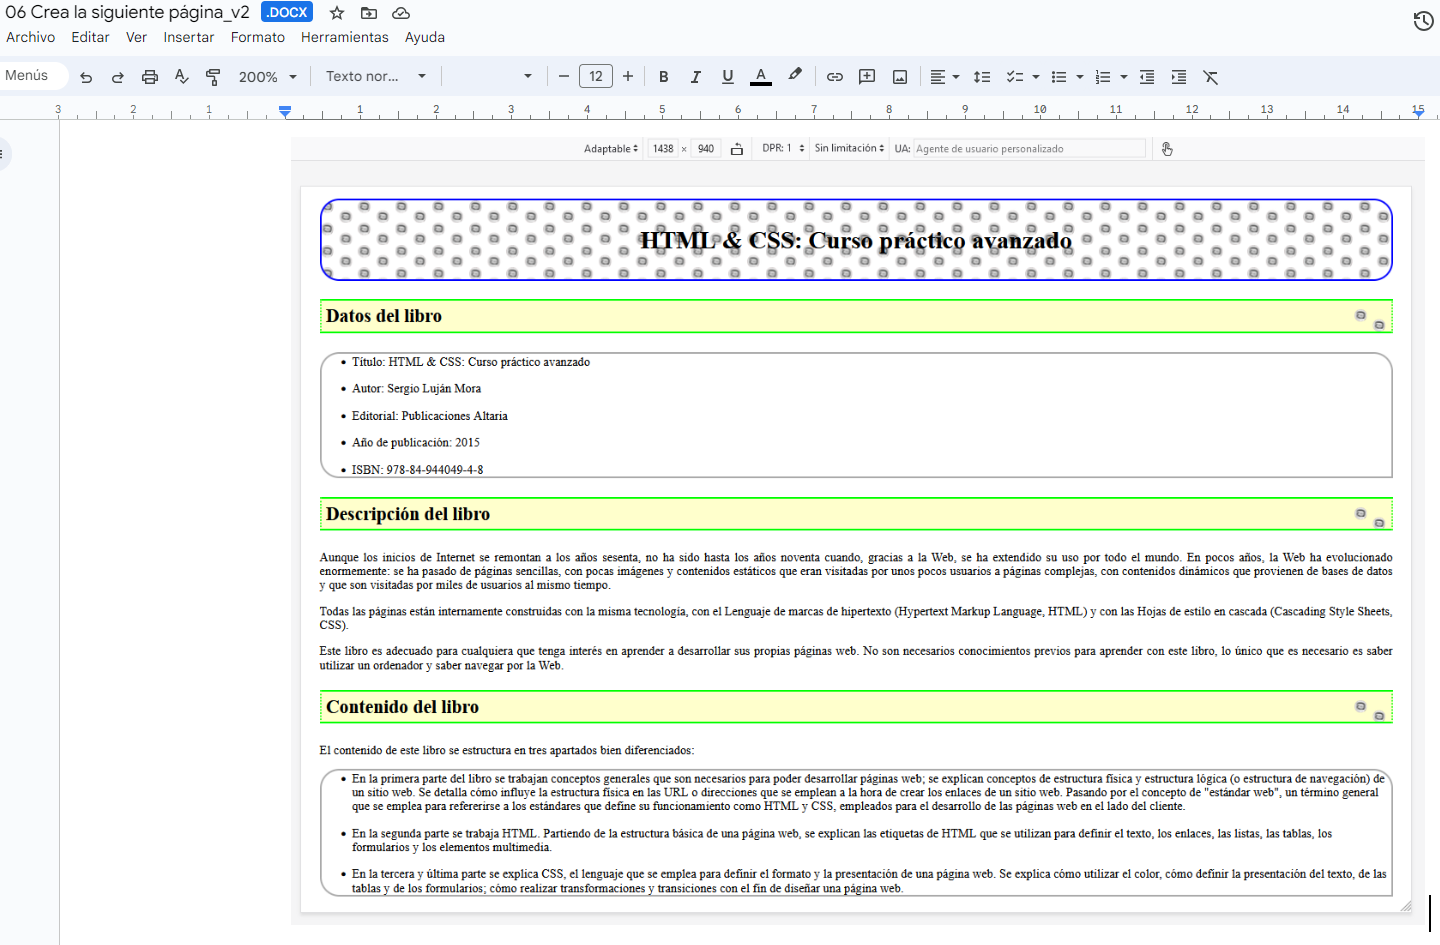 06 Crea la siguiente página_v2 .DOCX
Archivo Editar Ver Insertar Formato Herramientas Ayuda
Menús 200% Texto nor... 12 B I U A
3 2 1 1 2 3 4 5 6 7 8 9 10 11 12 13 14 15
Adaptable 1438 × 940 DPR: 1 Sin limitación UA: Agente de usuario personalizado
HTML & CSS: Curso práctico avanzado
Datos del libro
• Título: HTML & CSS: Curso práctico avanzado
• Autor: Sergio Luján Mora
• Editorial: Publicaciones Altaria
• Año de publicación: 2015
• ISBN: 978-84-944049-4-8
Descripción del libro
Aunque los inicios de Internet se remontan a los años sesenta, no ha sido hasta los años noventa cuando, gracias a la Web, se ha extendido su uso por todo el mundo. En pocos años, la Web ha evolucionado
enormemente: se ha pasado de páginas sencillas, con pocas imágenes y contenidos estáticos que eran visitadas por unos pocos usuarios a páginas complejas, con contenidos dinámicos que provienen de bases de datos
y que son visitadas por miles de usuarios al mismo tiempo.
Todas las páginas están internamente construidas con la misma tecnología, con el Lenguaje de marcas de hipertexto (Hypertext Markup Language, HTML) y con las Hojas de estilo en cascada (Cascading Style Sheets,
CSS).
Este libro es adecuado para cualquiera que tenga interés en aprender a desarrollar sus propias páginas web. No son necesarios conocimientos previos para aprender con este libro, lo único que es necesario es saber
utilizar un ordenador y saber navegar por la Web.
Contenido del libro
El contenido de este libro se estructura en tres apartados bien diferenciados:
• En la primera parte del libro se trabajan conceptos generales que son necesarios para poder desarrollar páginas web; se explican conceptos de estructura física y estructura lógica (o estructura de navegación) de
un sitio web. Se detalla cómo influye la estructura física en las URL o direcciones que se emplean a la hora de crear los enlaces de un sitio web. Pasando por el concepto de "estándar web", un término general
que se emplea para refererirse a los estándares que define su funcionamiento como HTML y CSS, empleados para el desarrollo de las páginas web en el lado del cliente.
• En la segunda parte se trabaja HTML. Partiendo de la estructura básica de una página web, se explican las etiquetas de HTML que se utilizan para definir el texto, los enlaces, las listas, las tablas, los
formularios y los elementos multimedia.
• En la tercera y última parte se explica CSS, el lenguaje que se emplea para definir el formato y la presentación de una página web. Se explica cómo utilizar el color, cómo definir la presentación del texto, de las
tablas y de los formularios; cómo realizar transformaciones y transiciones con el fin de diseñar una página web.